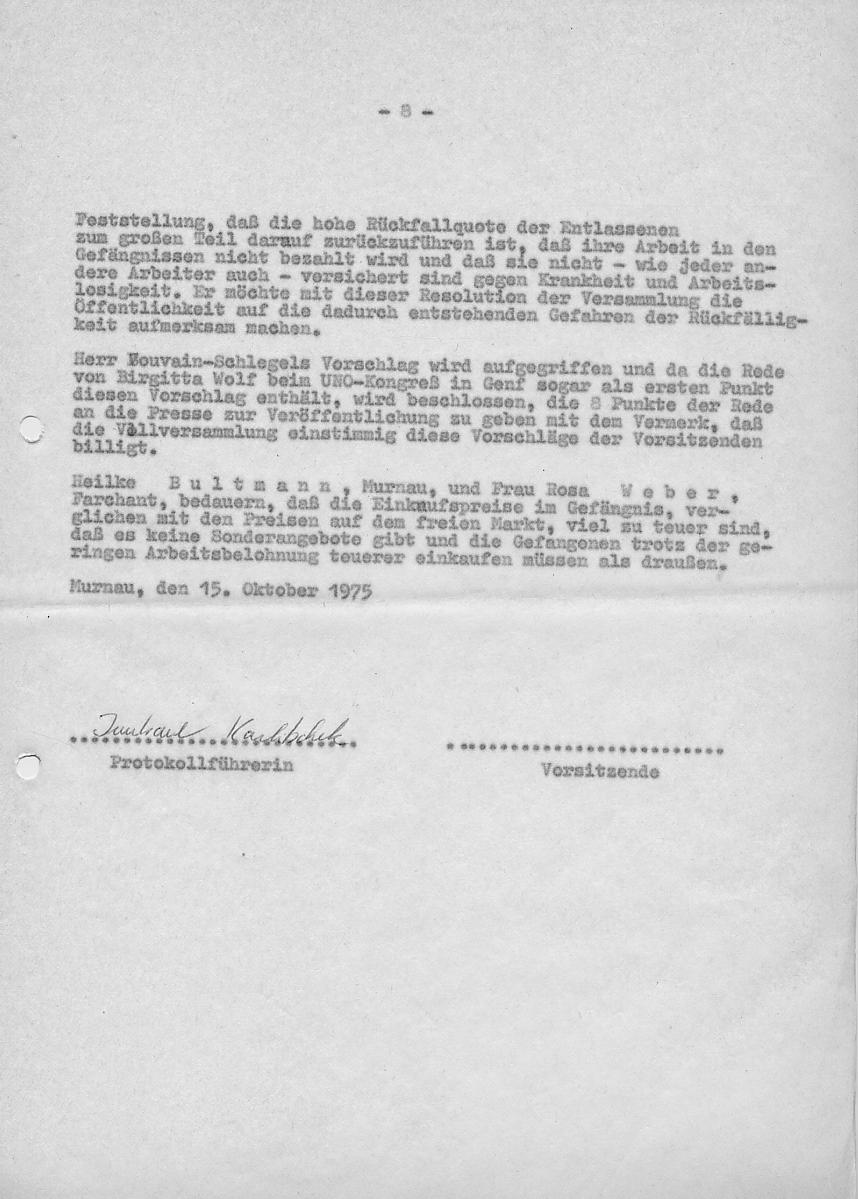 - 8 -
Feststellung, daß die hohe Rückfallquote der Entlassenen
zum großen Teil darauf zurückzuführen ist, daß ihre Arbeit in den
Gefängnissen nicht bezahlt wird und daß sie nicht - wie jeder an-
dere Arbeiter auch - versichert sind gegen Krankheit und Arbeits-
losigkeit. Er möchte mit dieser Resolution der Versammlung die
Öffentlichkeit auf die dadurch entstehenden Gefahren der Rückfällig-
keit aufmerksam machen.
Herr Bouvain-Schlegels Vorschlag wird aufgegriffen und da die Rede
von Birgitta Wolf beim UNO-Kongreß in Genf sogar als ersten Punkt
diesen Vorschlag enthält, wird beschlossen, die 8 Punkte der Rede
an die Presse zur Veröffentlichung zu geben mit dem Vermerk, daß
die Vollversammlung einstimmig diese Vorschläge der Vorsitzenden
billigt.
Heilke B u l t m a n n , Murnau, und Frau Rosa W e b e r ,
Farchant, bedauern, daß die Einkaufspreise im Gefängnis, ver-
glichen mit den Preisen auf dem freien Markt, viel zu teuer sind,
daß es keine Sonderangebote gibt und die Gefangenen trotz der ge-
ringen Arbeitsbelohnung teuerer einkaufen müssen als draußen.
Murnau, den 15. Oktober 1975
Protokollführerin Vorsitzende